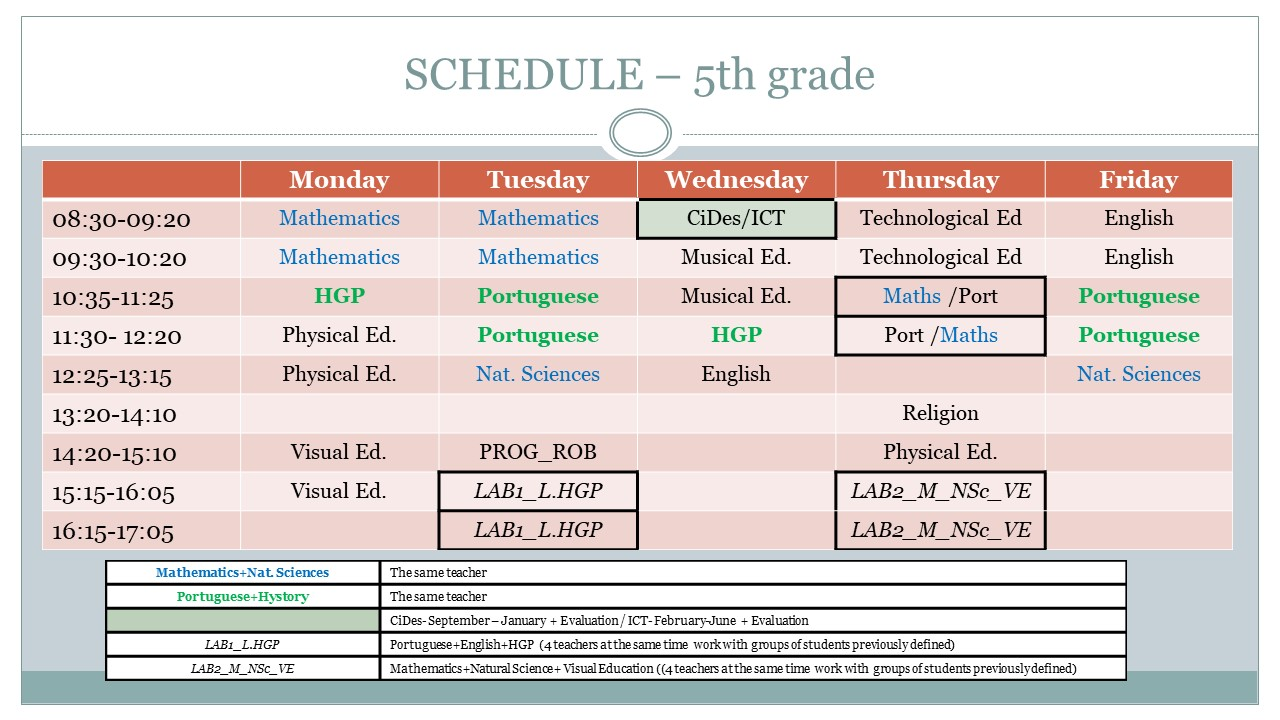 SCHEDULE – 5th grade
Monday Tuesday Wednesday Thursday Friday
08:30-09:20 Mathematics Mathematics CiDes/ICT Technological Ed English
09:30-10:20 Mathematics Mathematics Musical Ed. Technological Ed English
10:35-11:25 HGP Portuguese Musical Ed. Maths /Port Portuguese
11:30- 12:20 Physical Ed. Portuguese HGP Port /Maths Portuguese
12:25-13:15 Physical Ed. Nat. Sciences English Nat. Sciences
13:20-14:10 Religion
14:20-15:10 Visual Ed. PROG_ROB Physical Ed.
15:15-16:05 Visual Ed. LAB1_L.HGP LAB2_M_NSc_VE
16:15-17:05 LAB1_L.HGP LAB2_M_NSc_VE
Mathematics+Nat. Sciences The same teacher
Portuguese+Hystory The same teacher
CiDes- September – January + Evaluation / ICT- February-June + Evaluation
LAB1_L.HGP Portuguese+English+HGP (4 teachers at the same time work with groups of students previously defined)
LAB2_M_NSc_VE Mathematics+Natural Science+ Visual Education ((4 teachers at the same time work with groups of students previously defined)